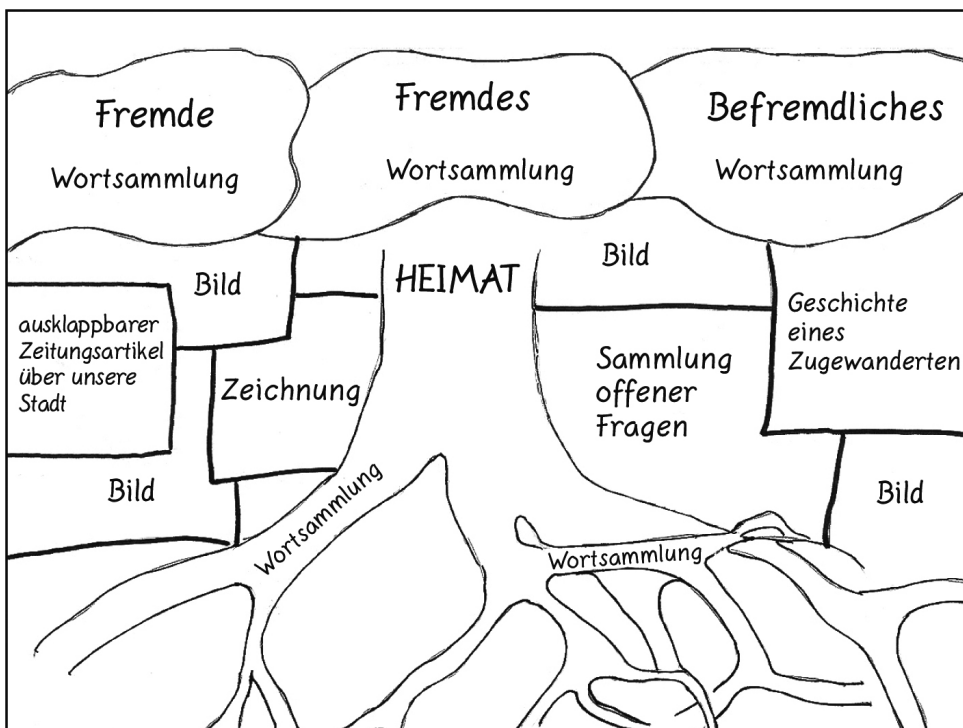 Fremde
Wortsammlung
Fremdes
Wortsammlung
Befremdliches
Wortsammlung
Bild
HEIMAT
Bild
ausklappbarer
Zeitungsartikel
über unsere
Stadt
Zeichnung
Sammlung
offener
Fragen
Geschichte
eines
Zugewanderten
Bild
Wortsammlung
Wortsammlung
Bild